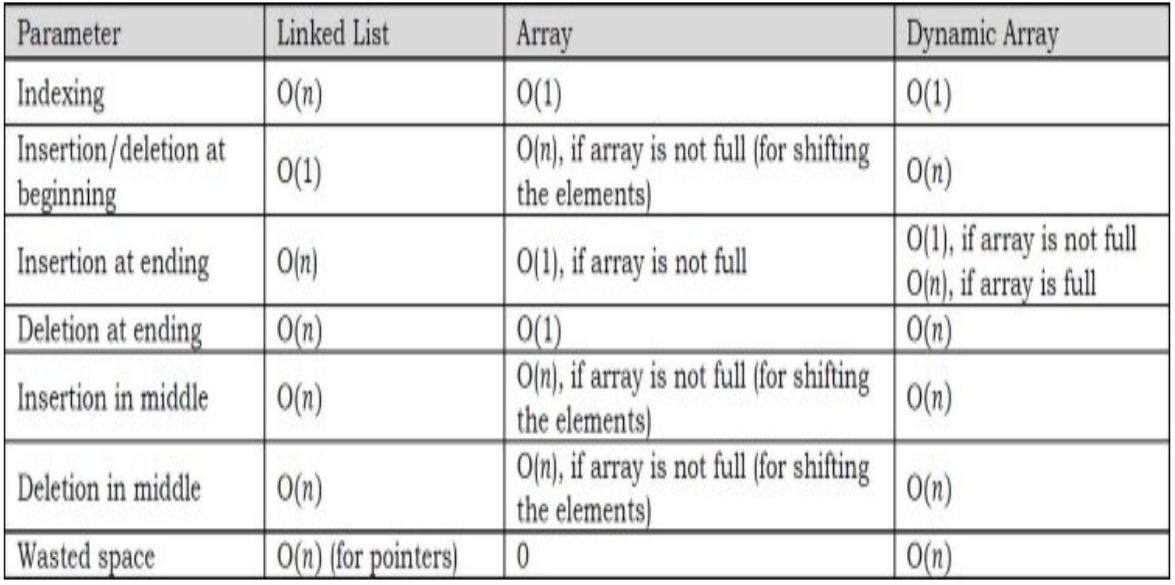 Parameter Linked List Array Dynamic Array
Indexing O(n) O(1) O(1)
Insertion/deletion at
beginning
O(1)
O(n), if array is not full (for shifting
the elements)
O(n)
Insertion at ending O(n) O(1), if array is not full
O(1), if array is not full
O(n), if array is full
Deletion at ending O(n) O(1) O(n)
Insertion in middle O(n)
O(n), if array is not full (for shifting
the elements)
O(n)
Deletion in middle O(n)
O(n), if array is not full (for shifting
the elements)
O(n)
Wasted space O(n) (for pointers) 0 O(n)